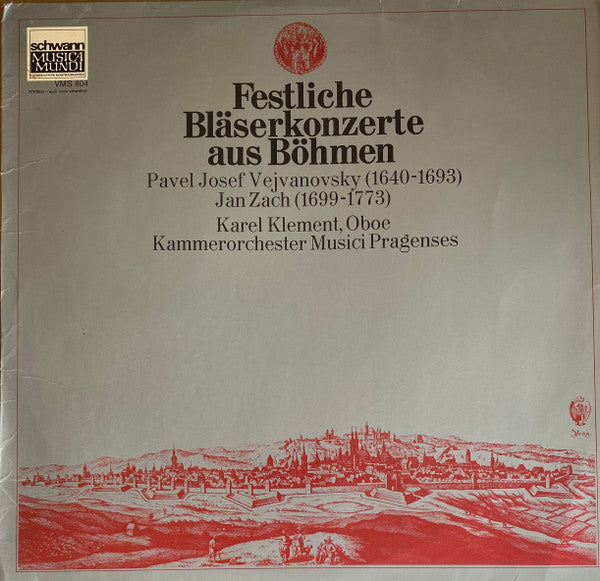 schwann
MUSICA
MUNDI
VMS 804
Festliche
Bläserkonzerte
aus Böhmen
Pavel Josef Vejvanovsky (1640-1693)
Jan Zach (1699-1773)
Karel Klement, Oboe
Kammerorchester Musici Pragenses